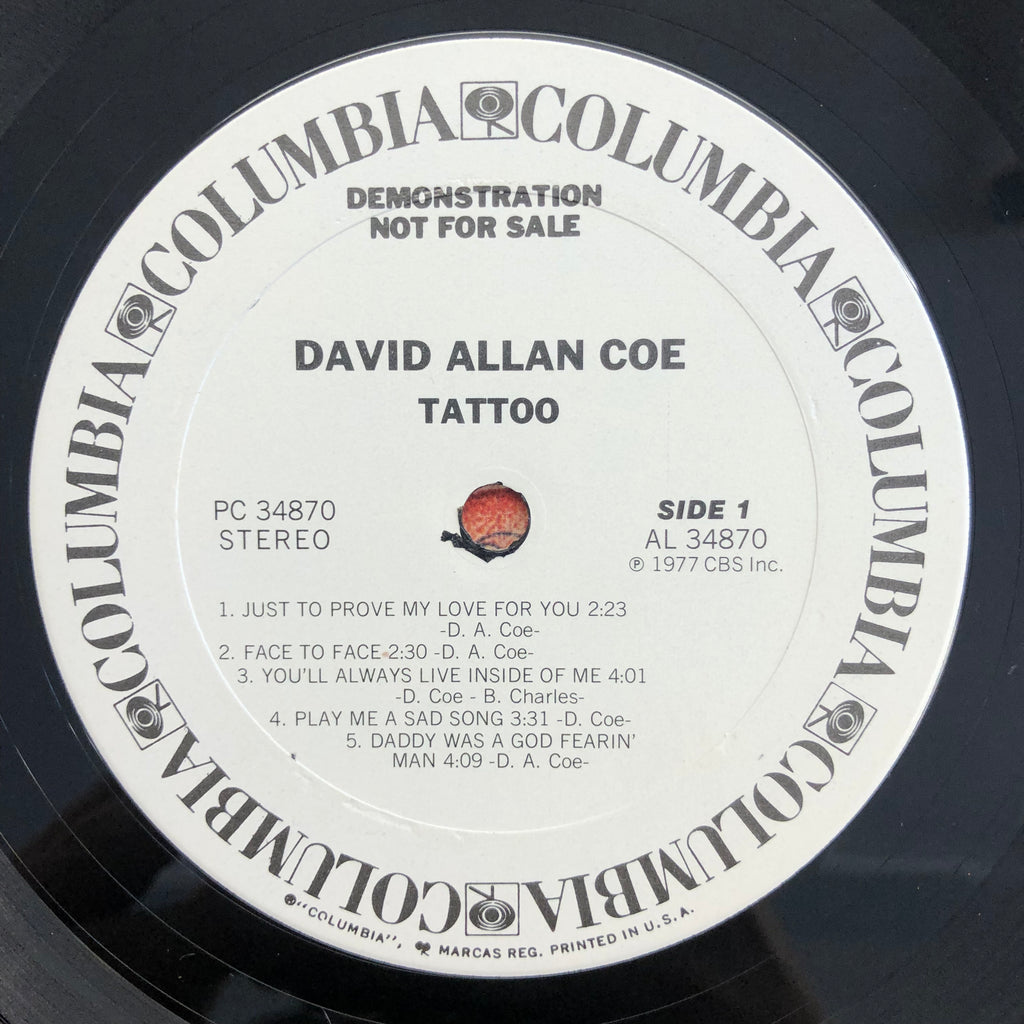 COLUMBIA COLUMBIA COLUMBIA COLUMBIA COLUMBIA COLUMBIA
DEMONSTRATION
NOT FOR SALE
DAVID ALLAN COE
TATTOO
PC 34870
STEREO
SIDE 1
AL 34870
℗ 1977 CBS Inc.
1. JUST TO PROVE MY LOVE FOR YOU 2:23
-D. A. Coe-
2. FACE TO FACE 2:30 -D. A. Coe-
3. YOU'LL ALWAYS LIVE INSIDE OF ME 4:01
-D. Coe - B. Charles-
4. PLAY ME A SAD SONG 3:31 -D. Coe-
5. DADDY WAS A GOD FEARIN'
MAN 4:09 -D. A. Coe-
®"COLUMBIA", MARCAS REG. PRINTED IN U.S.A.